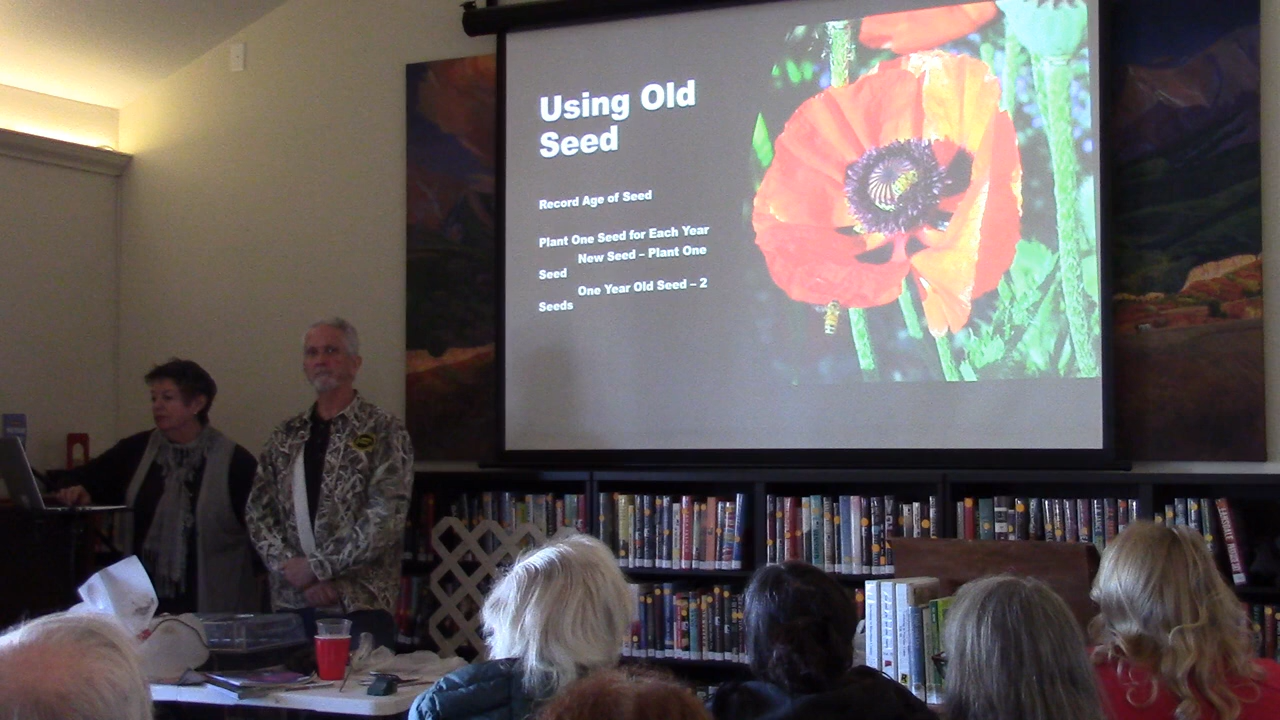 Using Old
Seed
Record Age of Seed
Plant One Seed for Each Year
New Seed – Plant One
Seed
One Year Old Seed – 2
Seeds